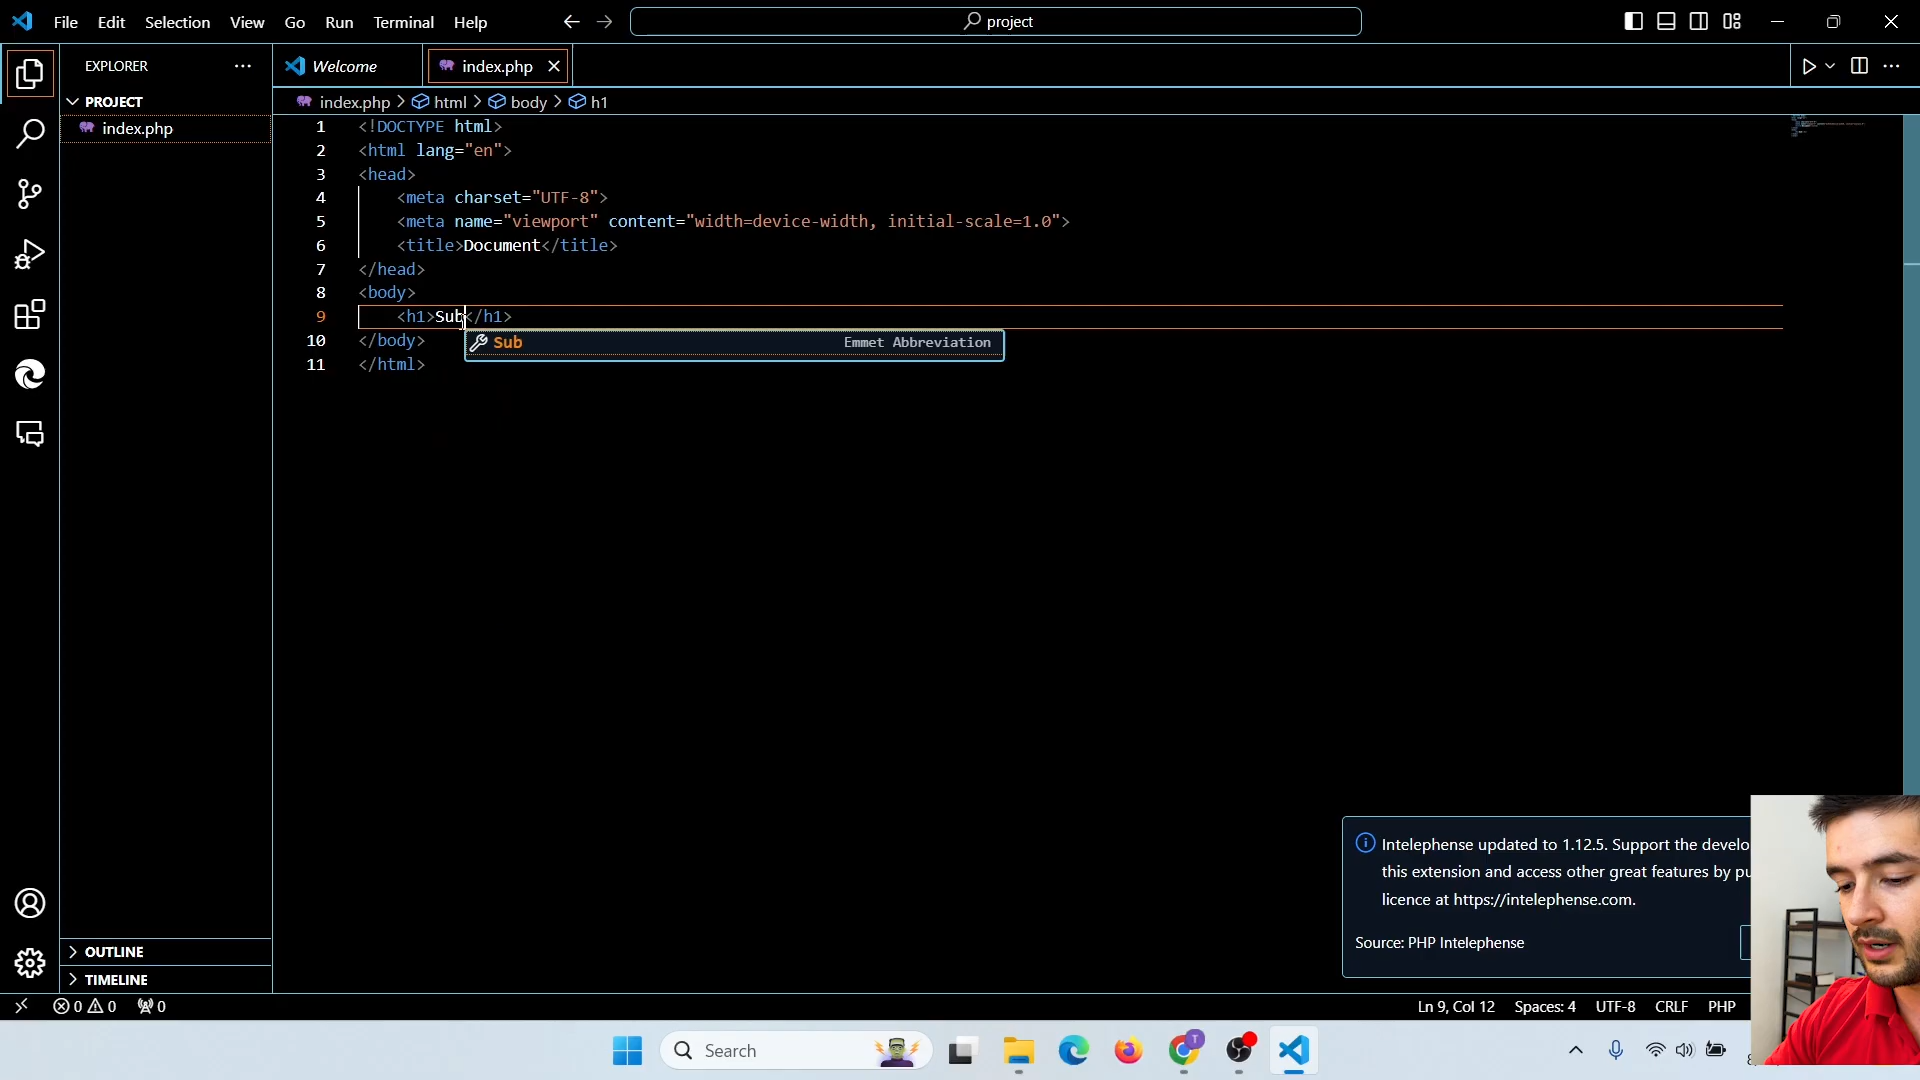 File Edit Selection View Go Run Terminal Help
project
EXPLORER
Welcome
index.php
PROJECT
index.php > html > body > h1
index.php
1 <!DOCTYPE html>
2 <html lang="en">
3 <head>
4 <meta charset="UTF-8">
5 <meta name="viewport" content="width=device-width, initial-scale=1.0">
6 <title>Document</title>
7 </head>
8 <body>
9 <h1>Sub</h1>
Sub Emmet Abbreviation
10 </body>
11 </html>
Intelephense updated to 1.12.5. Support the
this extension and access other great features by
licence at https://intelephense.com.
Source: PHP Intelephense
OUTLINE
TIMELINE
0 0 0
Ln 9, Col 12 Spaces: 4 UTF-8 CRLF PHP
Search
T